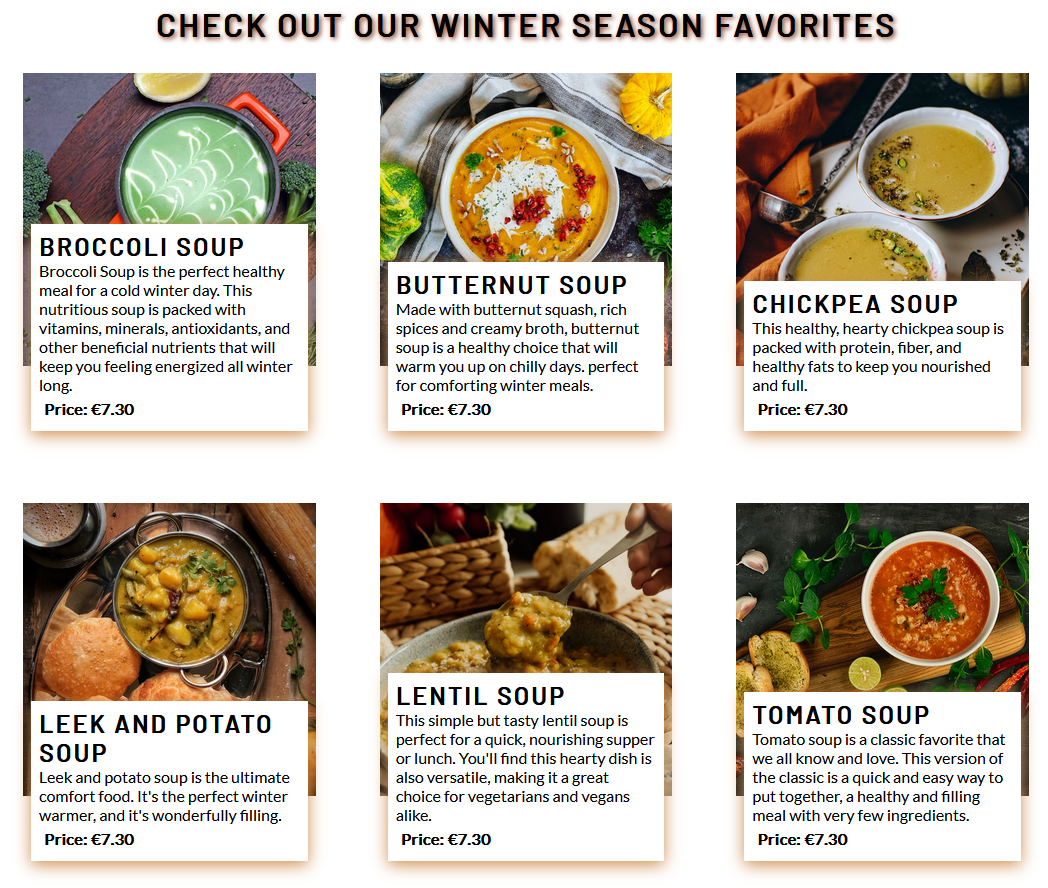 CHECK OUT OUR WINTER SEASON FAVORITES
BROCCOLI SOUP
Broccoli Soup is the perfect healthy
meal for a cold winter day. This
nutritious soup is packed with
vitamins, minerals, antioxidants, and
other beneficial nutrients that will
keep you feeling energized all winter
long.
Price: €7.30
BUTTERNUT SOUP
Made with butternut squash, rich
spices and creamy broth, butternut
soup is a healthy choice that will
warm you up on chilly days. perfect
for comforting winter meals.
Price: €7.30
CHICKPEA SOUP
This healthy, hearty chickpea soup is
packed with protein, fiber, and
healthy fats to keep you nourished
and full.
Price: €7.30
LEEK AND POTATO
SOUP
Leek and potato soup is the ultimate
comfort food. It's the perfect winter
warmer, and it's wonderfully filling.
Price: €7.30
LENTIL SOUP
This simple but tasty lentil soup is
perfect for a quick, nourishing supper
or lunch. You'll find this hearty dish is
also versatile, making it a great
choice for vegetarians and vegans
alike.
Price: €7.30
TOMATO SOUP
Tomato soup is a classic favorite that
we all know and love. This version of
the classic is a quick and easy way to
put together, a healthy and filling
meal with very few ingredients.
Price: €7.30